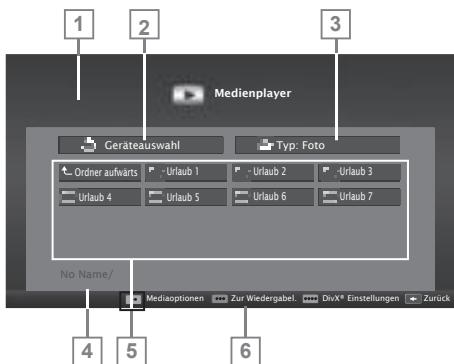 1 2 3
Medienplayer
Geräteauswahl Typ: Foto
Ordner aufwärts Urlaub 1 Urlaub 2 Urlaub 3
Urlaub 4 Urlaub 5 Urlaub 6 Urlaub 7
No Name/
Mediaoptionen Zur Wiedergabel. DivX® Einstellungen Zurück
4 5 6